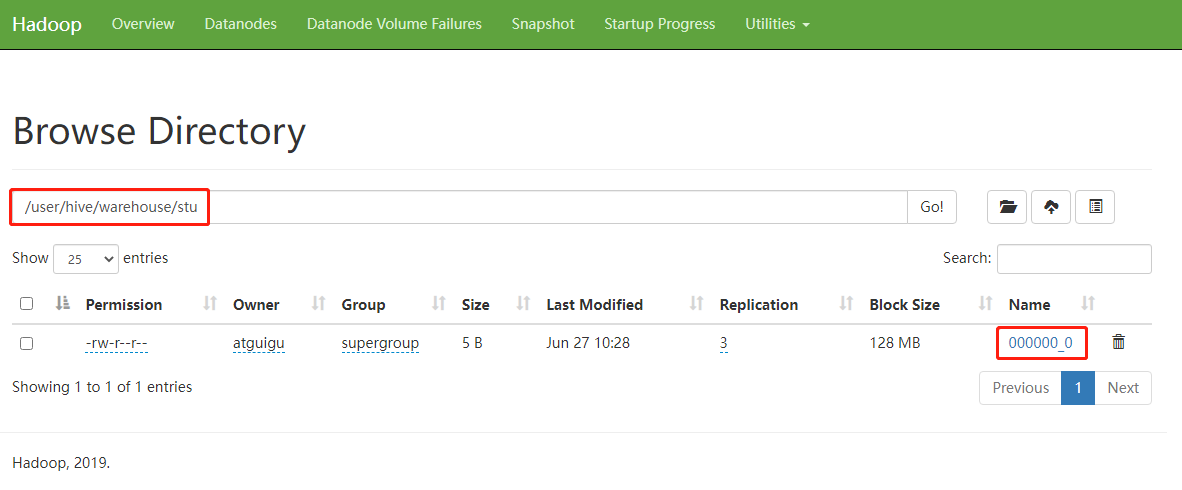 Hadoop Overview Datanodes Datanode Volume Failures Snapshot Startup Progress Utilities
Browse Directory
/user/hive/warehouse/stu Go!
Show 25 entries Search:
Permission Owner Group Size Last Modified Replication Block Size Name
-rw-r--r-- atguigu supergroup 5 B Jun 27 10:28 3 128 MB 000000_0
Showing 1 to 1 of 1 entries Previous 1 Next
Hadoop, 2019.